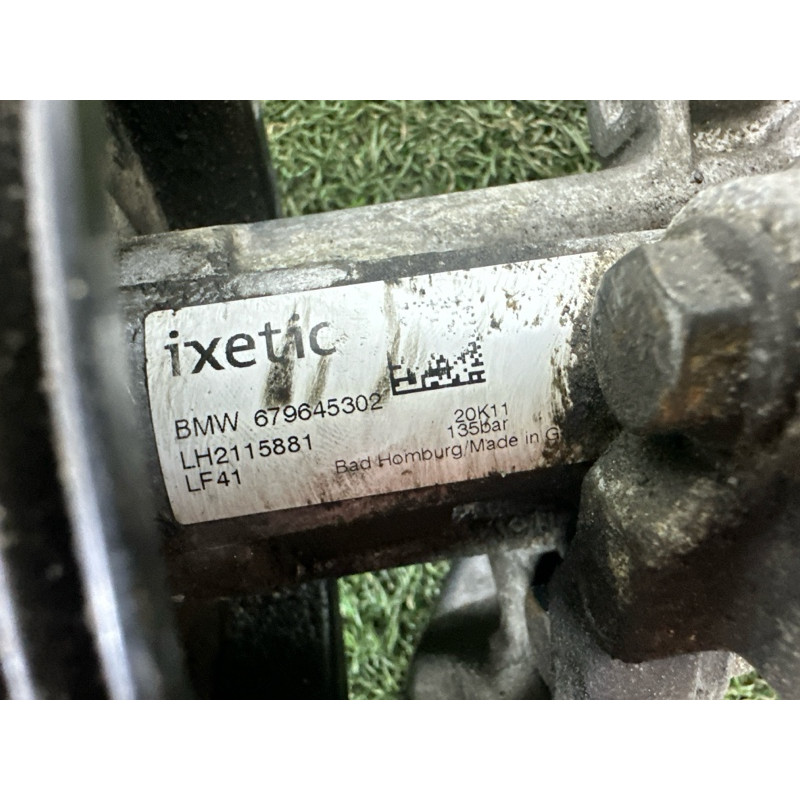 ixetic
BMW 679645302
LH2115881
LF41
20K11
135bar
Bad Homburg/Made in G